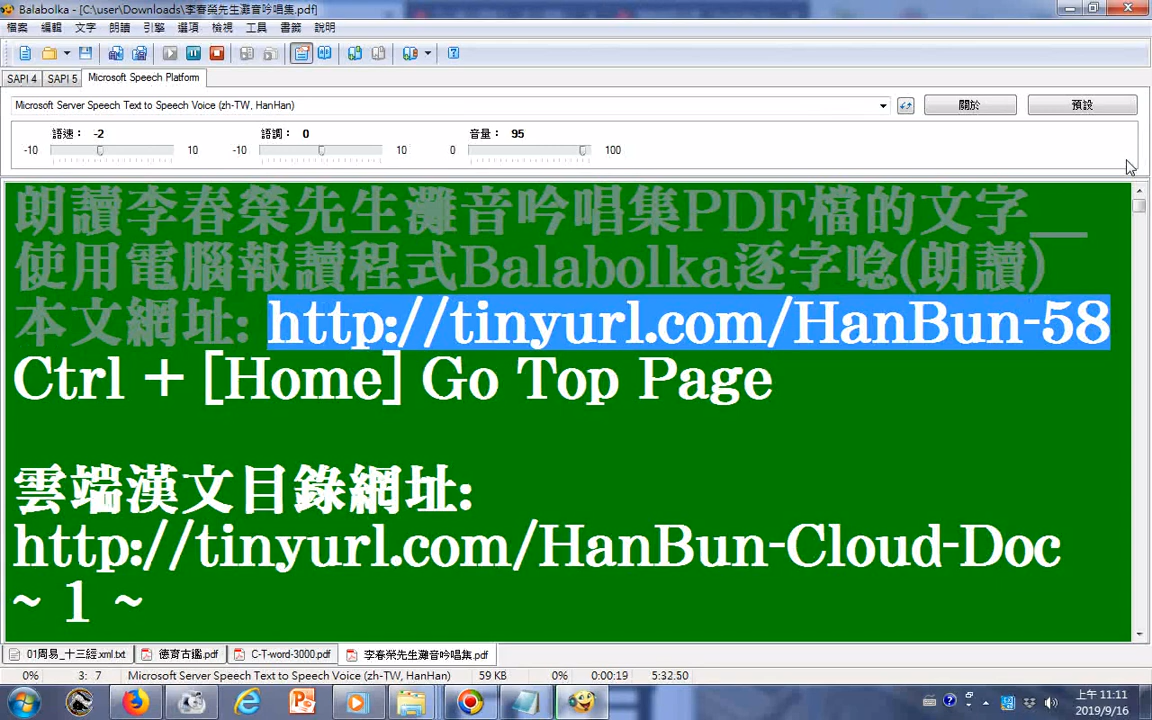 Balabolka - [C:\user\Downloads\李春榮先生灘音吟唱集.pdf]
檔案 編輯 文字 朗讀 引擎 選項 檢視 工具 書籤 說明
SAPI 4 SAPI 5 Microsoft Speech Platform
Microsoft Server Speech Text to Speech Voice (zh-TW, HanHan) 關於 預設
語速： -2 語調： 0 音量： 95
-10 10 -10 10 0 100
朗讀李春榮先生灘音吟唱集PDF檔的文字__
使用電腦報讀程式Balabolka逐字唸(朗讀)
本文網址: http://tinyurl.com/HanBun-58
Ctrl + [Home] Go Top Page
雲端漢文目錄網址:
http://tinyurl.com/HanBun-Cloud-Doc
~ 1 ~
01周易_十三經.xml.txt 德育古鑑.pdf C-T-word-3000.pdf 李春榮先生灘音吟唱集.pdf
0% 3: 7 Microsoft Server Speech Text to Speech Voice (zh-TW, HanHan) 59 KB 0% 0:00:19 5:32.50
上午 11:11
2019/9/16